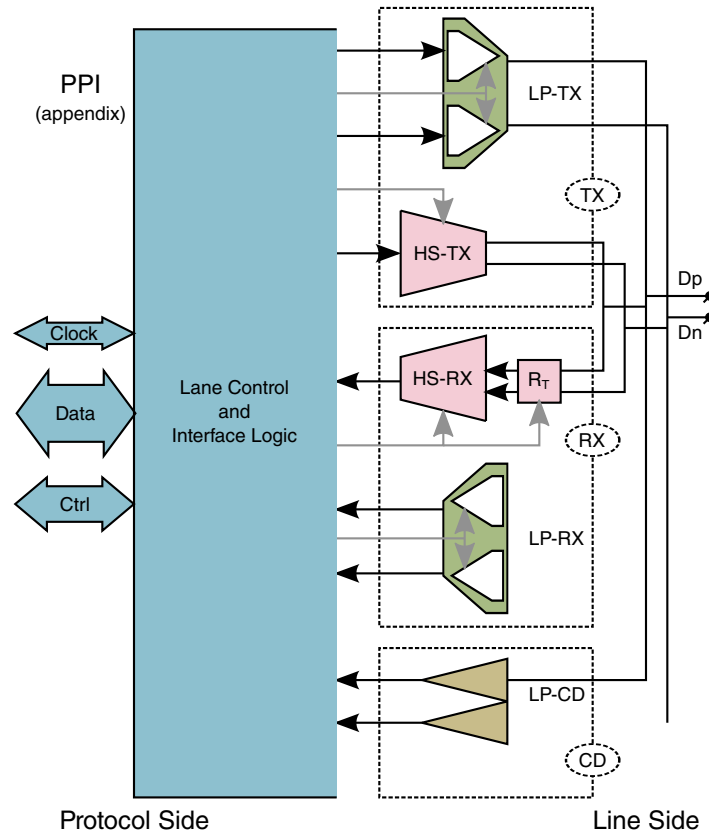 PPI
(appendix)
LP-TX
TX
HS-TX
Dp
Dn
Clock
HS-RX
RT
Lane Control
and
Interface Logic
Data
RX
Ctrl
LP-RX
LP-CD
CD
Protocol Side
Line Side